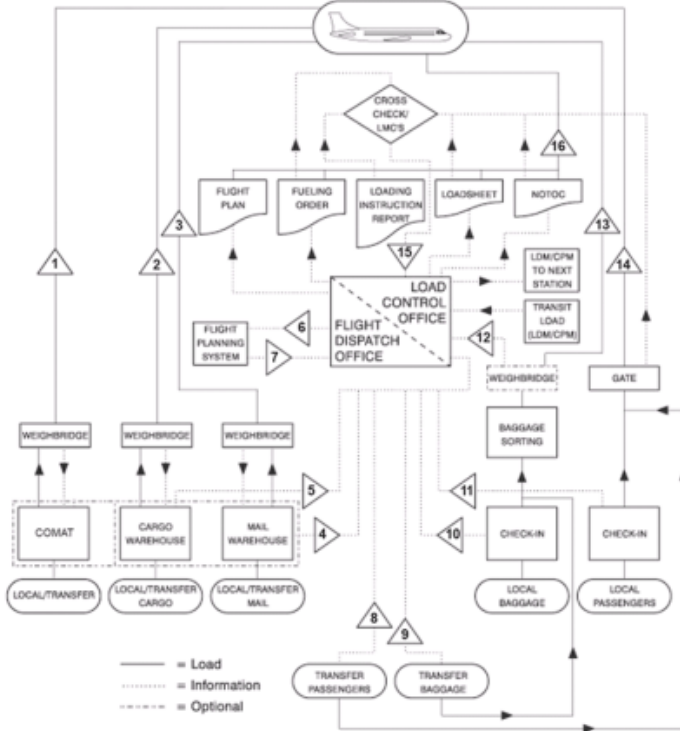 CROSS
CHECK/
LMC'S
16
FLIGHT
PLAN
FUELING
ORDER
LOADING
INSTRUCTION
REPORT
LOADSHEET
NOTOC
3
13
1
2
15
14
LOAD
CONTROL
OFFICE
FLIGHT
DISPATCH
OFFICE
LDM/CPM
TO NEXT
STATION
TRANSIT
LOAD
(LDM/CPM)
FLIGHT
PLANNING
SYSTEM
6
7
12
WEIGHBRIDGE
GATE
WEIGHBRIDGE
WEIGHBRIDGE
WEIGHBRIDGE
BAGGAGE
SORTING
5
11
COMAT
CARGO
WAREHOUSE
MAIL
WAREHOUSE
4
10
CHECK-IN
CHECK-IN
LOCAL/TRANSFER
LOCAL/TRANSFER
CARGO
LOCAL/TRANSFER
MAIL
LOCAL
BAGGAGE
LOCAL
PASSENGERS
8
9
TRANSFER
PASSENGERS
TRANSFER
BAGGAGE
= Load
= Information
= Optional